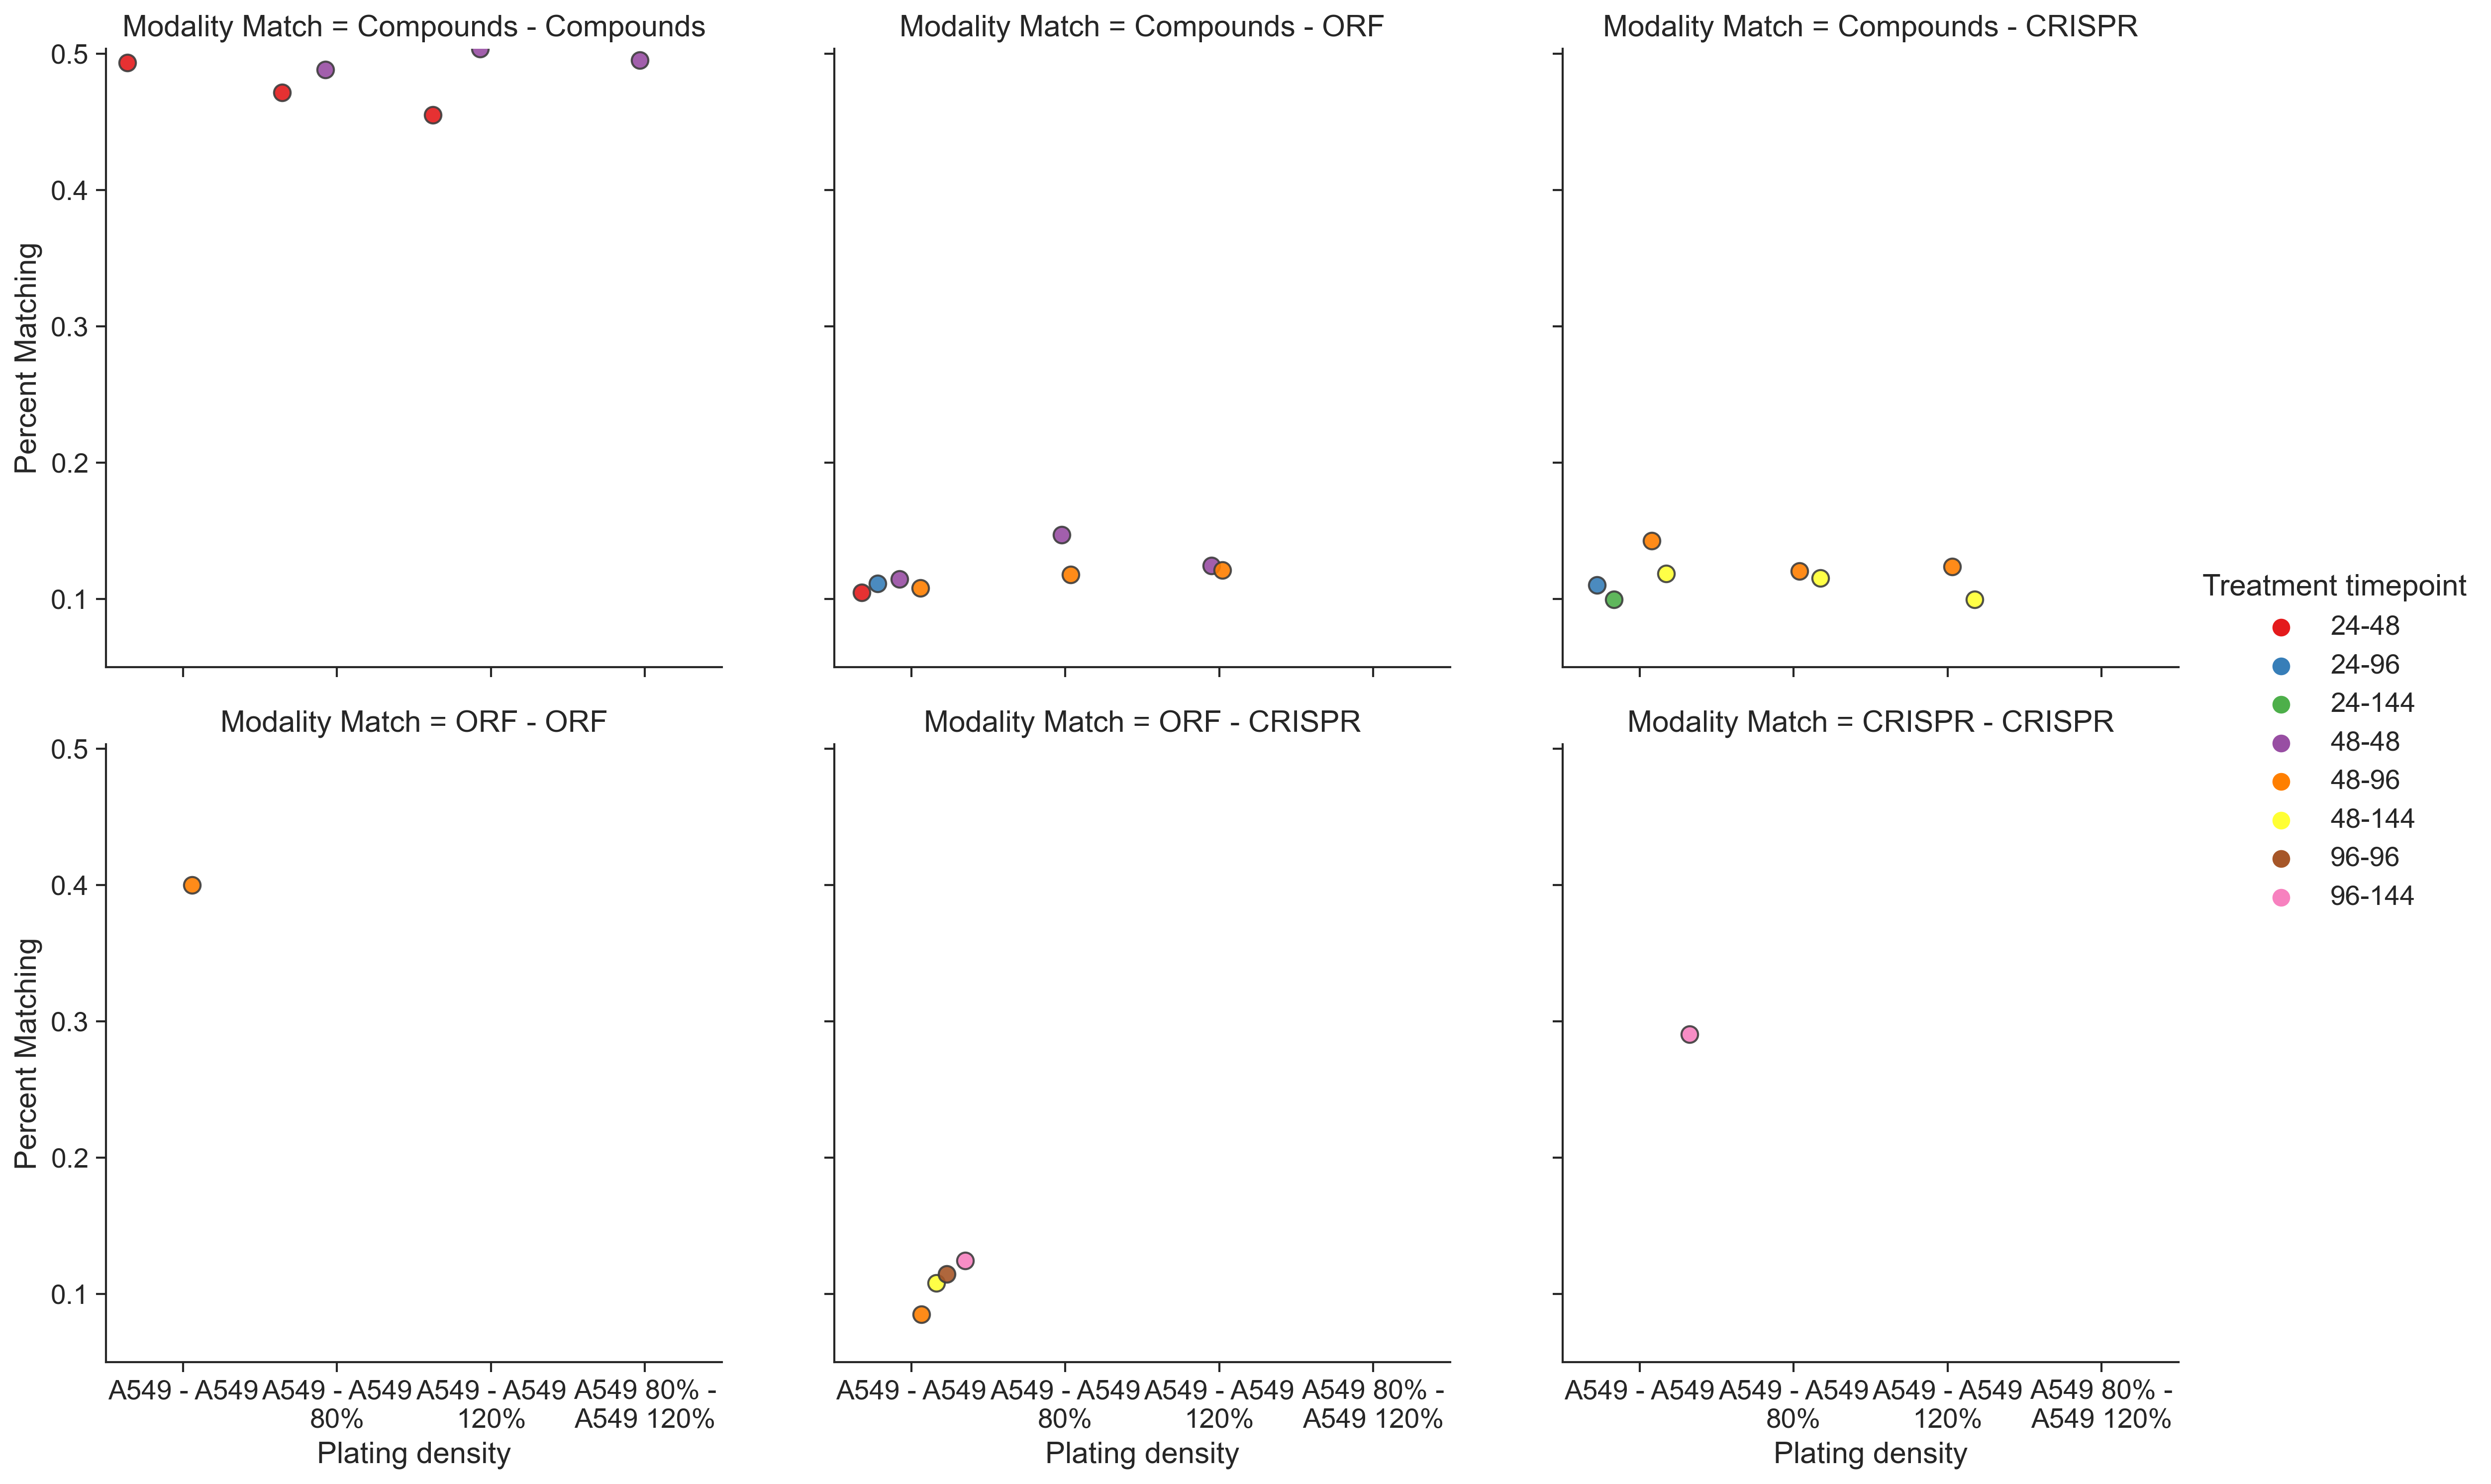 Modality Match = Compounds - Compounds
Modality Match = Compounds - ORF
Modality Match = Compounds - CRISPR
0.5
0.4
0.3
0.2
0.1
Percent Matching
Treatment timepoint
24-48
24-96
24-144
48-48
48-96
48-144
96-96
96-144
Modality Match = ORF - ORF
Modality Match = ORF - CRISPR
Modality Match = CRISPR - CRISPR
0.5
0.4
0.3
0.2
0.1
Percent Matching
A549 - A549 A549 - A549 A549 - A549 A549 80% -
80% 120% A549 120%
Plating density
A549 - A549 A549 - A549 A549 - A549 A549 80% -
80% 120% A549 120%
Plating density
A549 - A549 A549 - A549 A549 - A549 A549 80% -
80% 120% A549 120%
Plating density